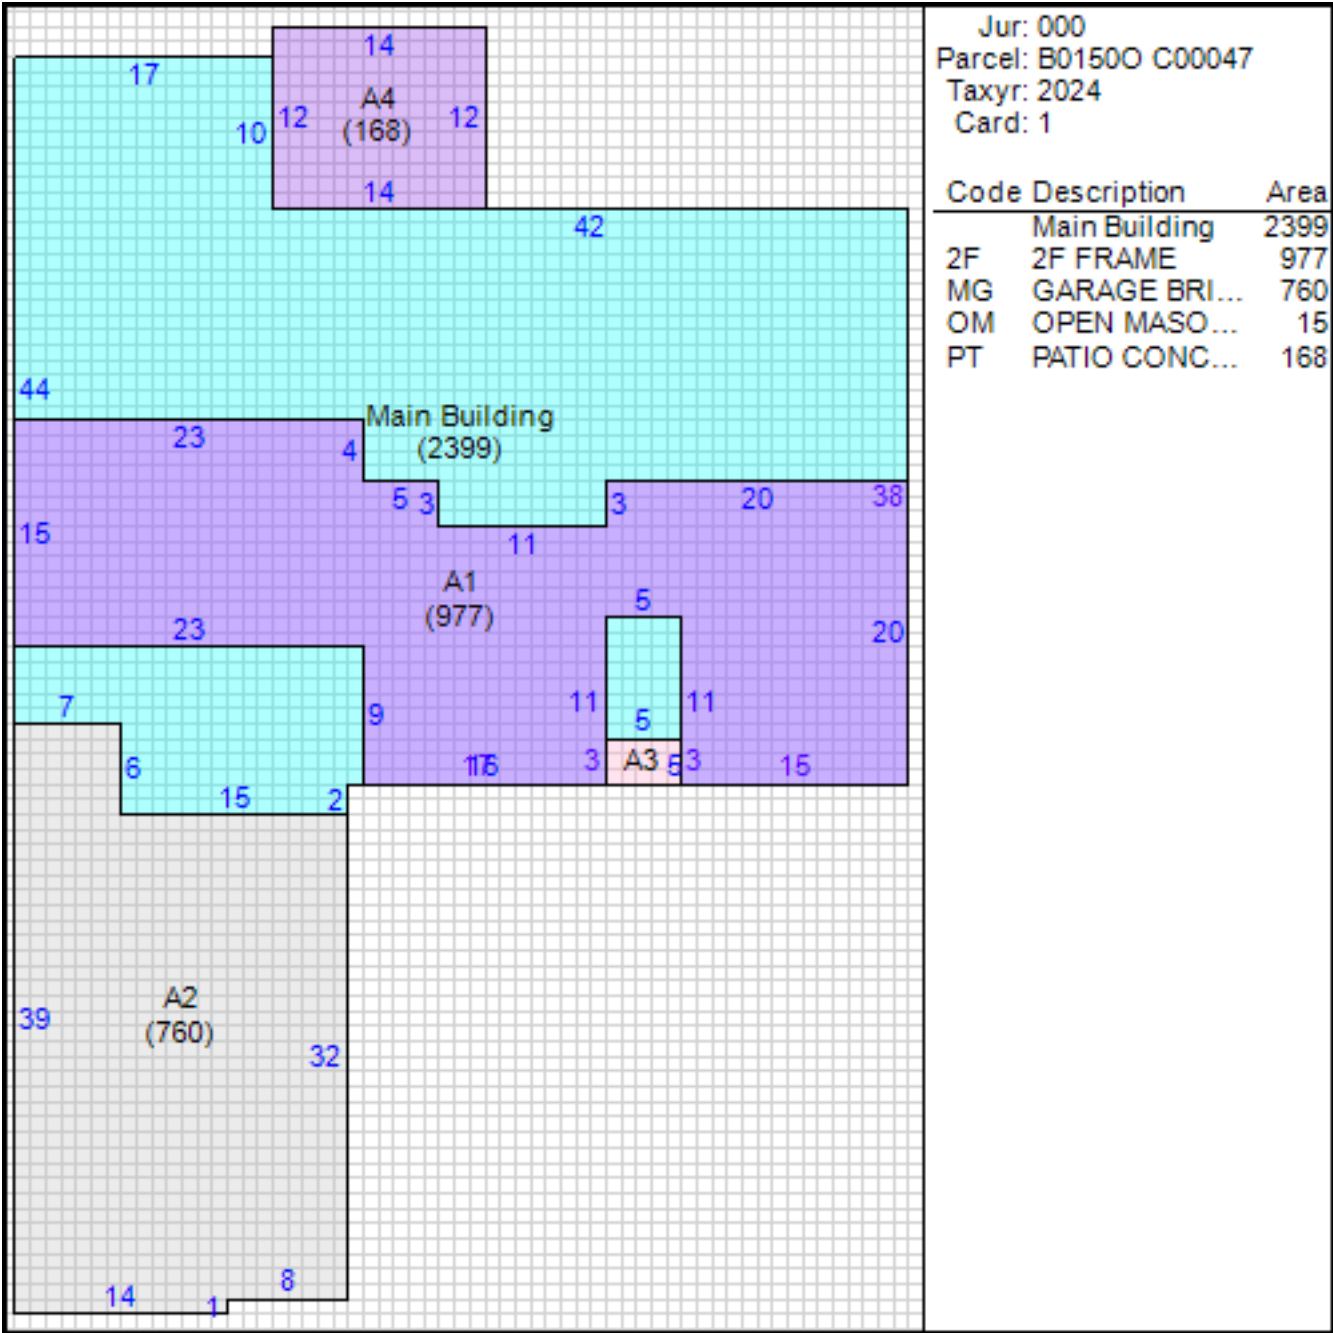 Jur: 000
Parcel: B0150O C00047
Taxyr: 2024
Card: 1
Code Description Area
Main Building 2399
2F 2F FRAME 977
MG GARAGE BRI... 760
OM OPEN MASO... 15
PT PATIO CONC... 168
14
17
A4
12 12
10 (168)
14
42
44
Main Building
23
4 (2399)
5 3 3 20 38
15
11
A1
5
(977)
23 20
7 11 11
9 5
6 3 A3 5 3 15
15 2
A2
39 (760)
32
8
14 1